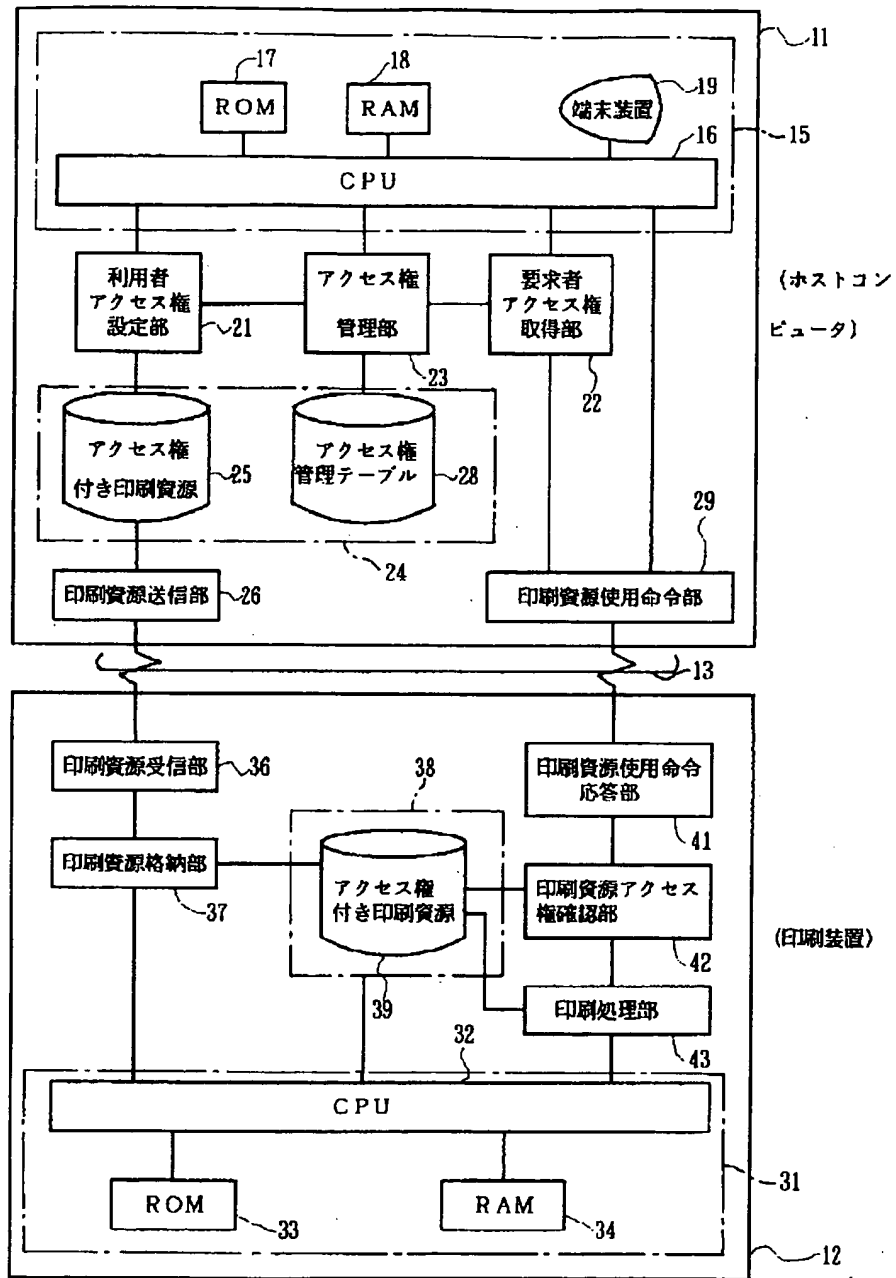 11
17
18
19
ROM
RAM
端末装置
15
16
CPU
利用者
アクセス権
設定部
21
アクセス権
管理部
23
要求者
アクセス権
取得部
22
(ホストコン
ピュータ)
アクセス権
付き印刷資源
25
アクセス権
管理テーブル
28
24
29
印刷資源送信部
26
印刷資源使用命令部
13
印刷資源受信部
36
38
印刷資源使用命令
応答部
41
印刷資源格納部
37
アクセス権
付き印刷資源
39
印刷資源アクセス
権確認部
42
(印刷装置)
印刷処理部
43
32
CPU
31
ROM
33
RAM
34
12